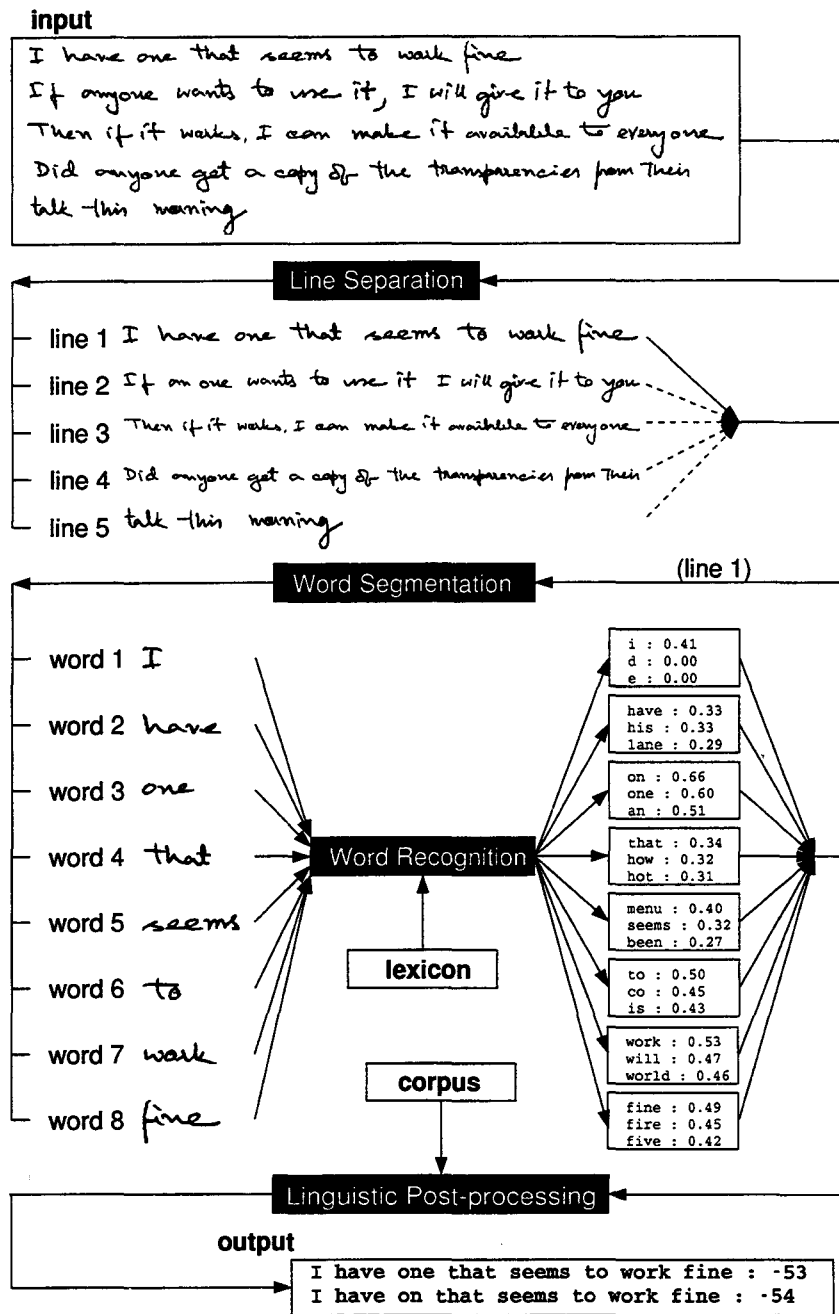 input
I have one that seems to work fine
If anyone wants to use it, I will give it to you
Then if it works, I can make it availible to everyone
Did anyone get a copy of the transparencies from Their
talk this morning
Line Separation
line 1 I have one that seems to work fine
line 2 If an one wants to use it I will give it to you
line 3 Then if it works, I can make it availible to everyone
line 4 Did anyone get a copy of the transparencies from Their
line 5 talk this morning
Word Segmentation
(line 1)
word 1 I
word 2 have
word 3 one
word 4 that
word 5 seems
word 6 to
word 7 work
word 8 fine
Word Recognition
lexicon
i : 0.41
d : 0.00
e : 0.00
have : 0.33
his : 0.33
lane : 0.29
on : 0.66
one : 0.60
an : 0.51
that : 0.34
how : 0.32
hot : 0.31
menu : 0.40
seems : 0.32
been : 0.27
to : 0.50
co : 0.45
is : 0.43
work : 0.53
will : 0.47
world : 0.46
fine : 0.49
fire : 0.45
five : 0.42
corpus
Linguistic Post-processing
output
I have one that seems to work fine : -53
I have on that seems to work fine : -54